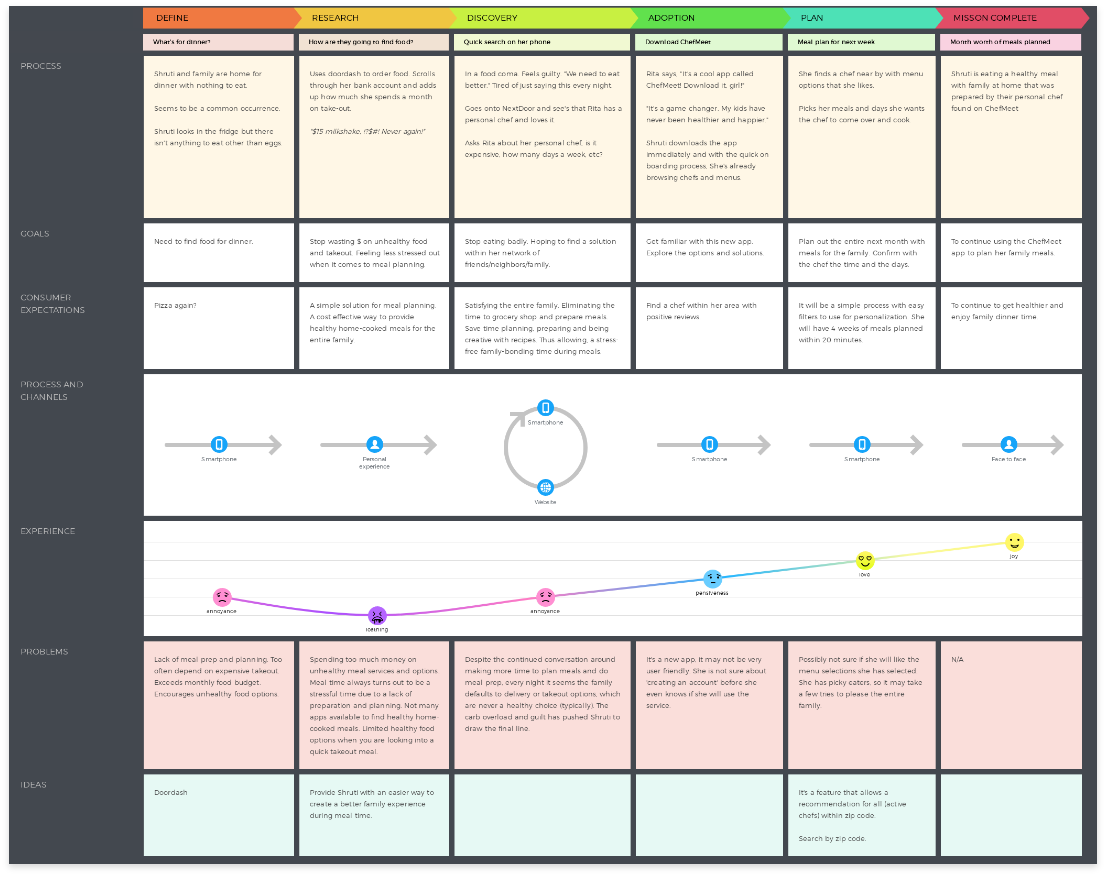 DEFINE
RESEARCH
DISCOVERY
ADOPTION
PLAN
MISSON COMPLETE
What's for dinner?
How are they going to find food?
Quick search on her phone
Download ChefMeet
Meal plan for next week
Month worth of meals planned
PROCESS
Shruti and family are home for
dinner with nothing to eat.
Seems to be a common occurrence.
Shruti looks in the fridge but there
isn't anything to eat other than eggs.
Uses doordash to order food. Scrolls
through her bank account and adds
up how much she spends a month
on take-out.
"$15 milkshake, !?$#! Never again!"
In a food coma. Feels guilty. "We need to eat
better." Tired of just saying this every night.
Goes onto NextDoor and see's that Rita has a
personal chef and loves it.
Asks Rita about her personal chef, is it
expensive, how many days a week, etc?
Rita says, "It's a cool app called
ChefMeet! Download it, girl!"
"It's a game changer. My kids have
never been healthier and happier."
Shruti downloads the app
immediately and with the quick on
boarding process, She's already
browsing chefs and menus.
She finds a chef near by with menu
options that she likes.
Picks her meals and days she wants
the chef to come over and cook.
Shruti is eating a healthy meal
with family at home that was
prepared by their personal chef
found on ChefMeet.
GOALS
Need to find food for dinner.
Stop wasting $ on unhealthy food
and takeout. Feeling less stressed out
when it comes to meal planning.
Stop eating badly. Hoping to find a solution
within her network of
friends/neighbors/family.
Get familiar with this new app.
Explore the options and solutions.
Plan out the entire next month with
meals for the family. Confirm with
the chef the time and the days.
To continue using the ChefMeet
app to plan her family meals.
CONSUMER
EXPECTATIONS
Pizza again?
A simple solution for meal planning.
A cost effective way to provide
healthy home-cooked meals for the
entire family.
Satisfying the entire family. Eliminating the
time to grocery shop and prepare meals.
Save time planning, preparing and being
creative with recipes. Thus allowing, a stress-
free family-bonding time during meals.
Find a chef within her area with
positive reviews.
It will be a simple process with easy
filters to use for personalization. She
will have 4 weeks of meals planned
within 20 minutes.
To continue to get healthier and
enjoy family dinner time.
PROCESS AND
CHANNELS
Smartphone
Personal
experience
Smartphone
Website
Smartphone
Smartphone
Face to face
EXPERIENCE
annoyance
loathing
annoyance
pensiveness
love
joy
PROBLEMS
Lack of meal prep and planning. Too
often depend on expensive takeout.
Exceeds monthly food budget.
Encourages unhealthy food options.
Spending too much money on
unhealthy meal services and options.
Meal time always turns out to be a
stressful time due to a lack of
preparation and planning. Not many
apps available to find healthy home-
cooked meals. Limited healthy food
options when you are looking into a
quick takeout meal.
Despite the continued conversation around
making more time to plan meals and do
meal prep, every night it seems the family
defaults to delivery or takeout options, which
are never a healthy choice (typically). The
carb overload and guilt has pushed Shruti to
draw the final line.
It's a new app, it may not be very
user friendly. She is not sure about
'creating an account' before she
even knows if she will use the
service.
Possibly not sure if she will like the
menu selections she has selected.
She has picky eaters, so it may take
a few tries to please the entire
family.
N/A
IDEAS
Doordash
Provide Shruti with an easier way to
create a better family experience
during meal time.
It's a feature that allows a
recommendation for all (active
chefs) within zip code.
Search by zip code.